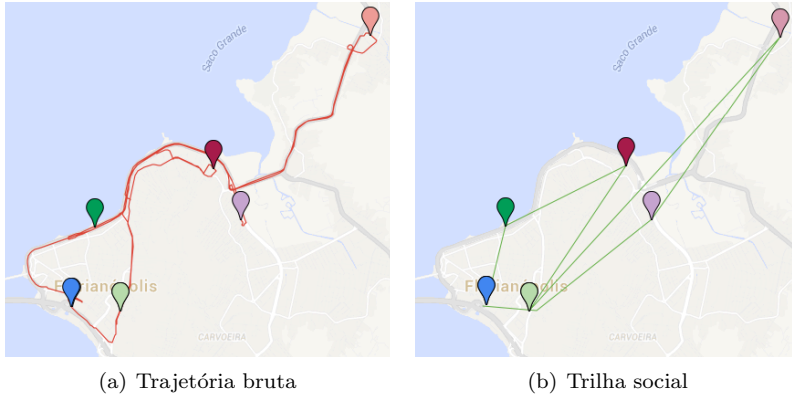 Saco Grande
Saco Grande
Florianópolis
Florianópolis
CARVOEIRA
CARVOEIRA
(a) Trajetória bruta
(b) Trilha social